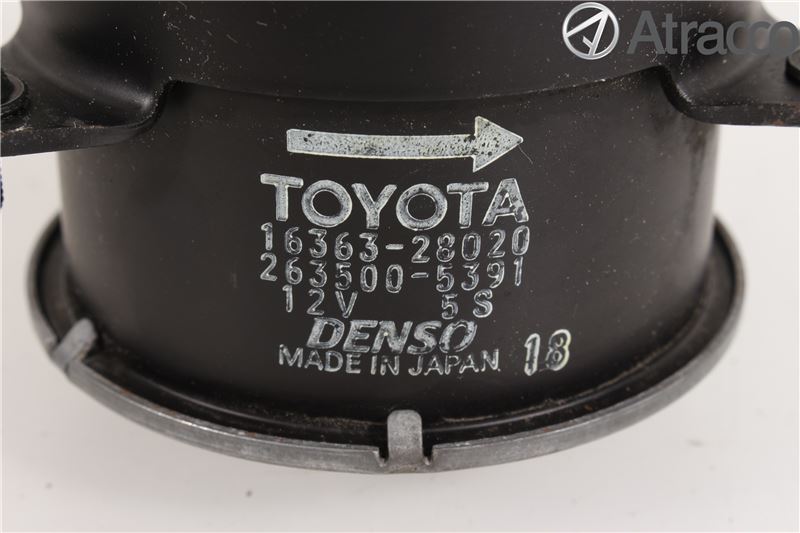 Atracco
TOYOTA
16363-28020
263500-5391
12V 5S
DENSO
MADE IN JAPAN 18